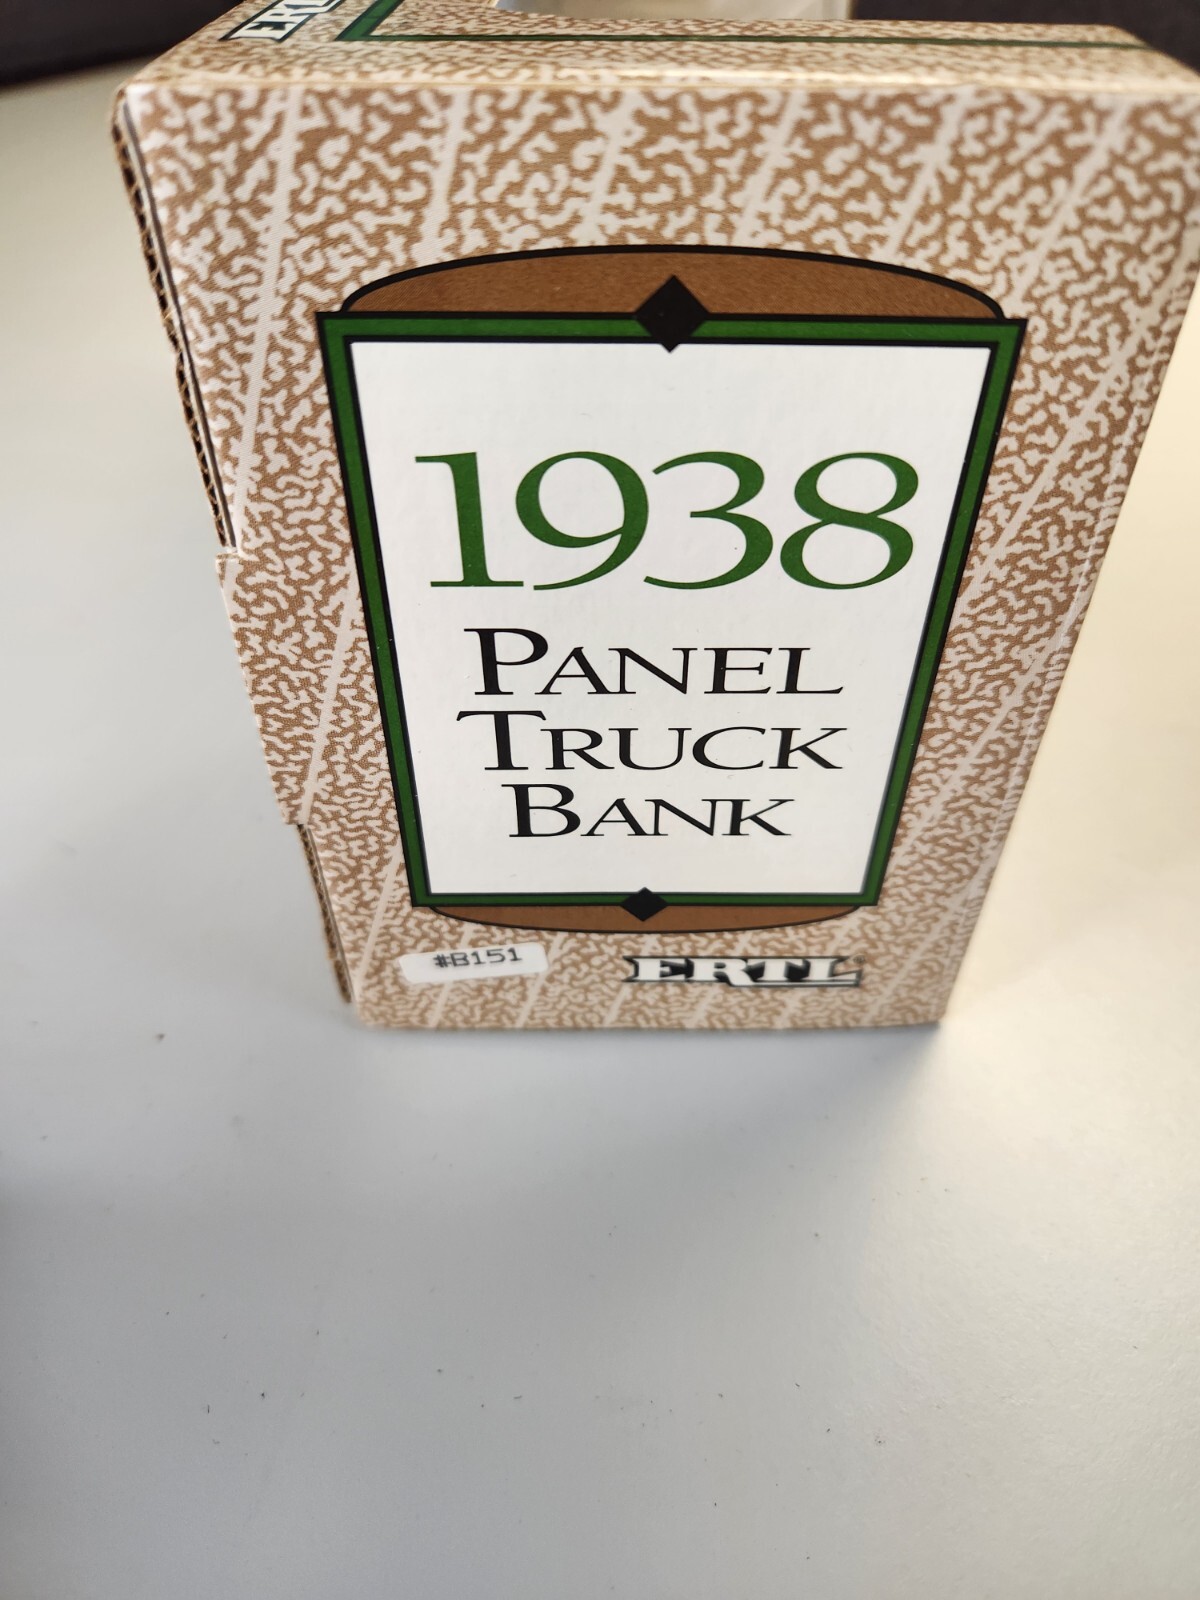 1938
PANEL
TRUCK
BANK
#B151
ERTL